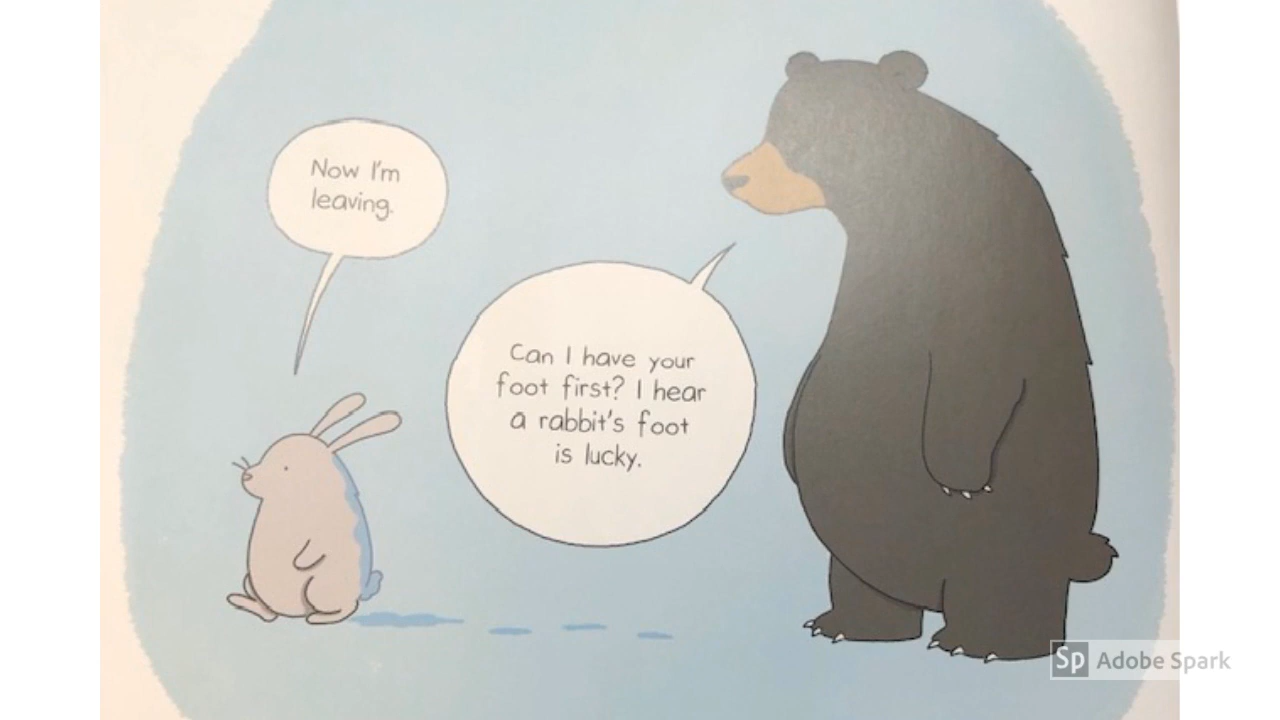 Now I'm
leaving.
Can I have your
foot first? I hear
a rabbit's foot
is lucky.
Sp Adobe Spark